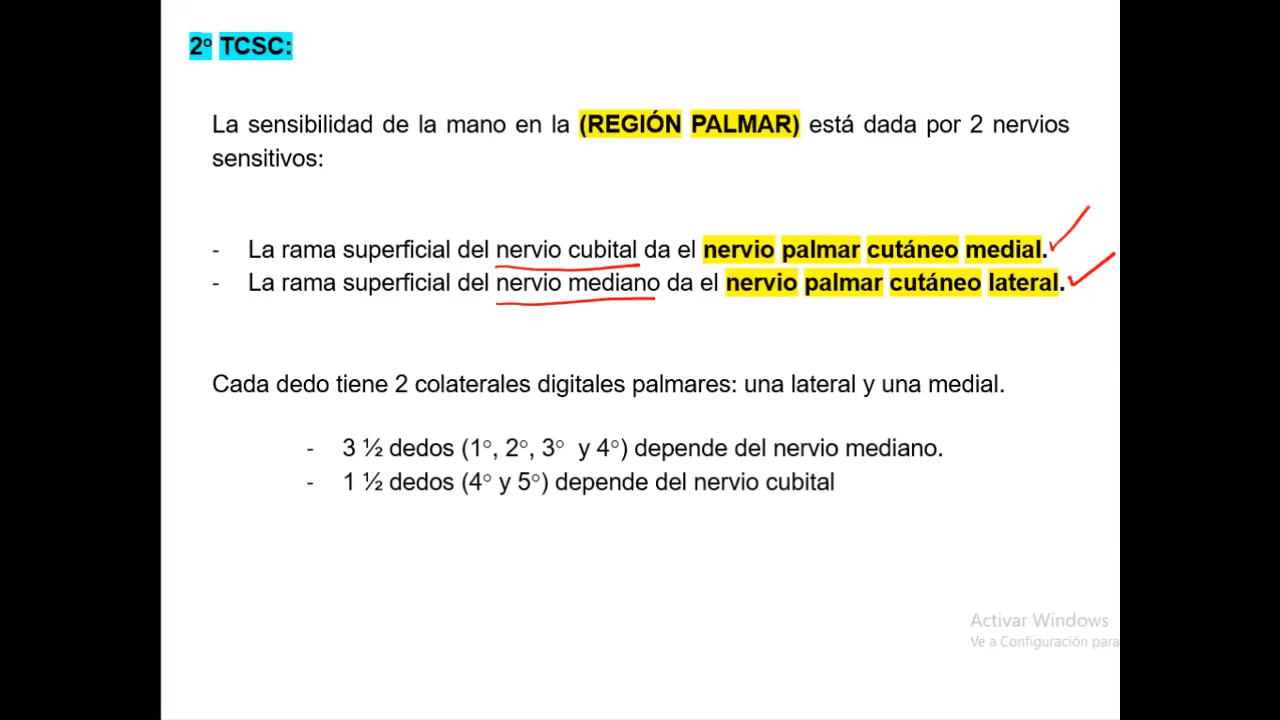 2° TCSC:
La sensibilidad de la mano en la (REGIÓN PALMAR) está dada por 2 nervios
sensitivos:
- La rama superficial del nervio cubital da el nervio palmar cutáneo medial.
- La rama superficial del nervio mediano da el nervio palmar cutáneo lateral.
Cada dedo tiene 2 colaterales digitales palmares: una lateral y una medial.
- 3 ½ dedos (1°, 2°, 3° y 4°) depende del nervio mediano.
- 1 ½ dedos (4° y 5°) depende del nervio cubital
Activar Windows
Ve a Configuración para